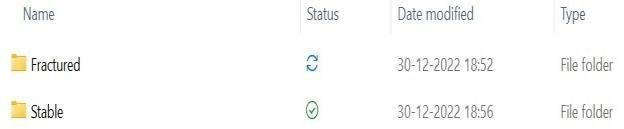 Name Status Date modified Type
Fractured 30-12-2022 18:52 File folder
Stable 30-12-2022 18:56 File folder